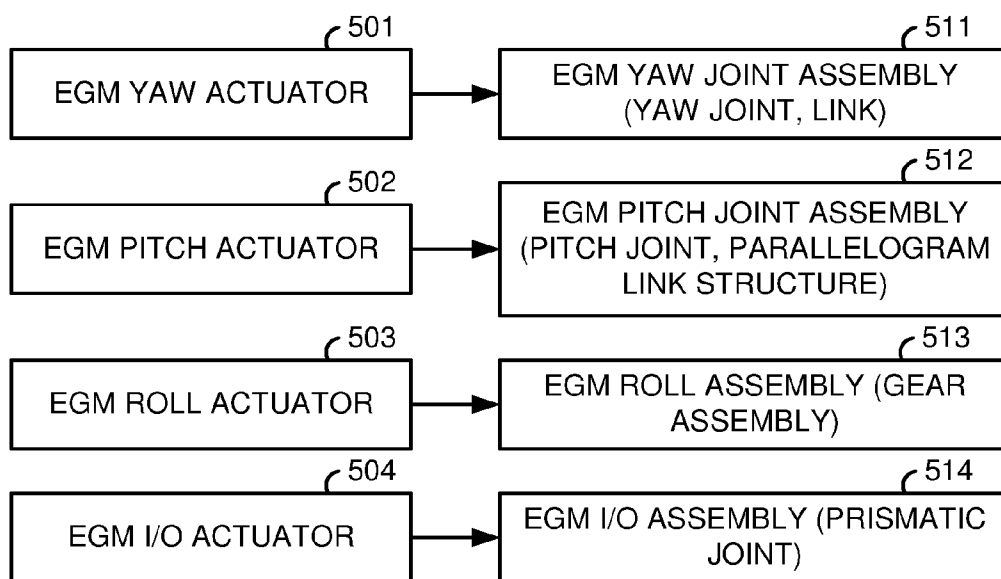 501
511
EGM YAW ACTUATOR
EGM YAW JOINT ASSEMBLY
(YAW JOINT, LINK)
502
512
EGM PITCH ACTUATOR
EGM PITCH JOINT ASSEMBLY
(PITCH JOINT, PARALLELOGRAM
LINK STRUCTURE)
503
513
EGM ROLL ACTUATOR
EGM ROLL ASSEMBLY (GEAR
ASSEMBLY)
504
514
EGM I/O ACTUATOR
EGM I/O ASSEMBLY (PRISMATIC
JOINT)